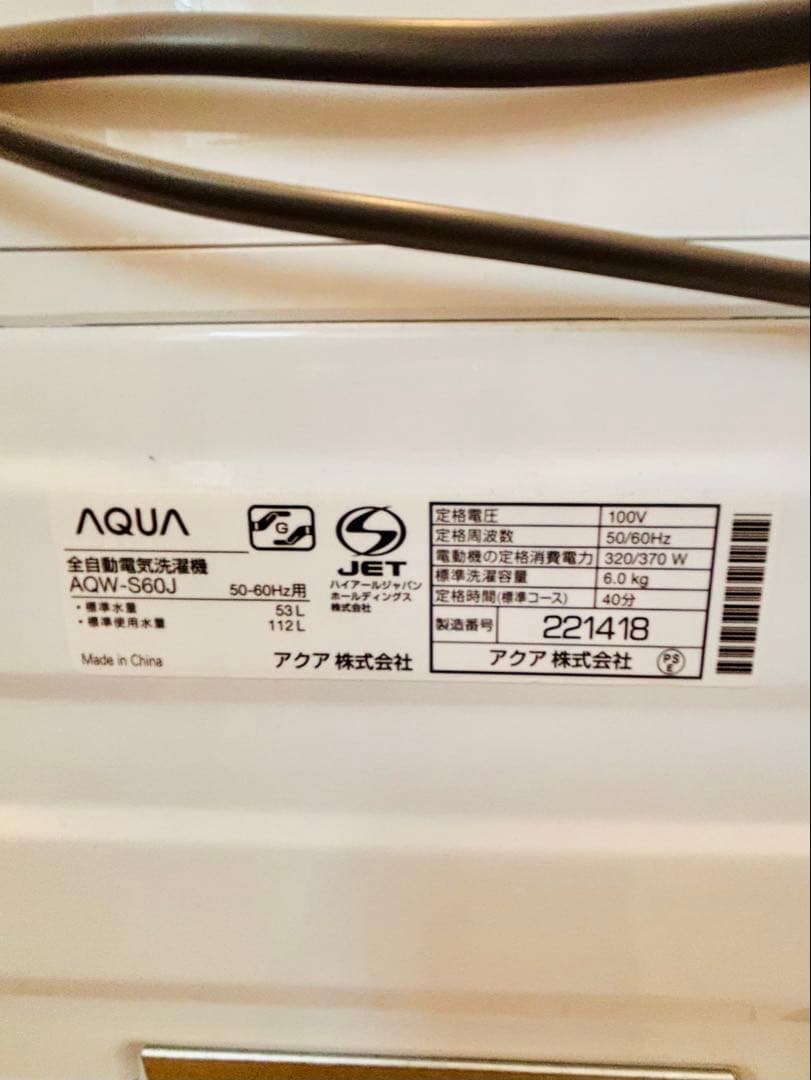 AQUA
全自動電気洗濯機
AQW-S60J 50-60Hz用
・標準水量 53L
・標準使用水量 112L
Made in China
アクア株式会社
G
JET
ハイアールジャパン
ホールディングス
株式会社
定格電圧 100V
定格周波数 50/60Hz
電動機の定格消費電力 320/370 W
標準洗濯容量 6.0 kg
定格時間(標準コース) 40分
製造番号 221418
アクア株式会社
PS
E